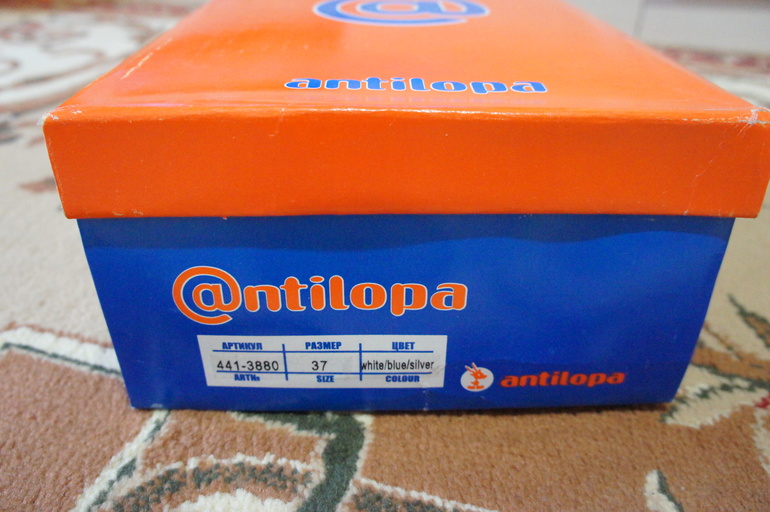 antilopa
@ntilopa
АРТИКУЛ РАЗМЕР ЦВЕТ
441-3880 37 white/blue/silver
ART№ SIZE COLOUR
antilopa